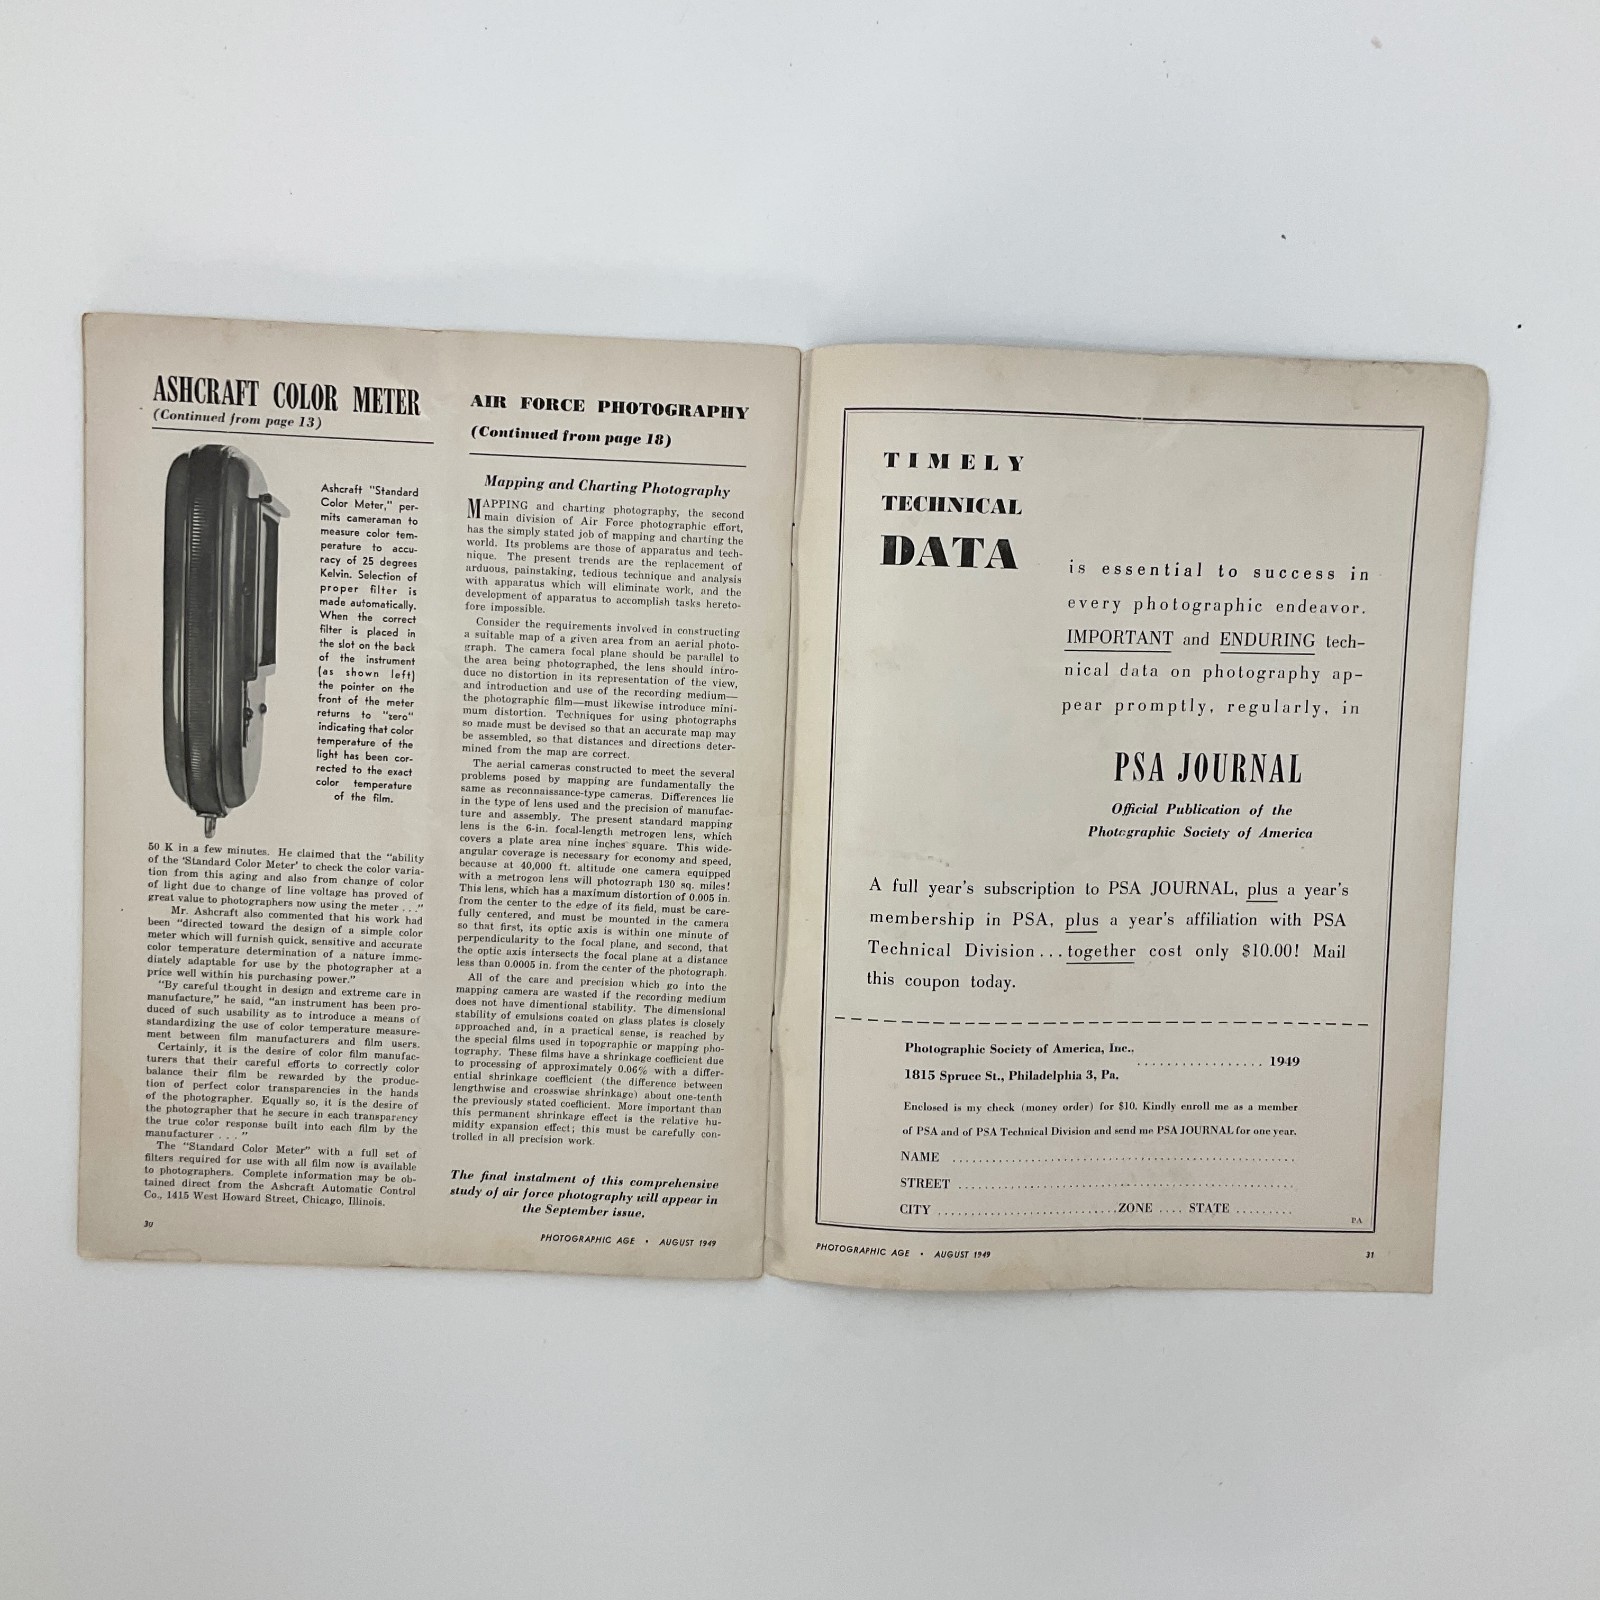 ASHCRAFT COLOR METER
(Continued from page 13)
Ashcraft "Standard
Color Meter," per-
mits cameraman to
measure color tem-
perature to accu-
racy of 25 degrees
Kelvin. Selection of
proper filter is
made automatically.
When the correct
filter is placed in
the slot on the back
of the instrument
(as shown left)
the pointer on the
front of the meter
returns to "zero"
indicating that color
temperature of the
light has been cor-
rected to the exact
color temperature
of the film.
50 K in a few minutes. He claimed that the "ability
of the 'Standard Color Meter' to check the color varia-
tion from this aging and also from change of color
of light due to change of line voltage has proved of
great value to photographers now using the meter . . ."
Mr. Ashcraft also commented that his work had
been "directed toward the design of a simple color
meter which will furnish quick, sensitive and accurate
color temperature determination of a nature imme-
diately adaptable for use by the photographer at a
price well within his purchasing power."
"By careful thought in design and extreme care in
manufacture," he said, "an instrument has been pro-
duced of such usability as to introduce a means of
standardizing the use of color temperature measure-
ment between film manufacturers and film users.
Certainly, it is the desire of color film manufac-
turers that their careful efforts to correctly color
balance their film be rewarded by the produc-
tion of perfect color transparencies in the hands
of the photographer. Equally so, it is the desire of
the photographer that he secure in each transparency
the true color response built into each film by the
manufacturer . . . "
The "Standard Color Meter" with a full set of
filters required for use with all film now is available
to photographers. Complete information may be ob-
tained direct from the Ashcraft Automatic Control
Co., 1415 West Howard Street, Chicago, Illinois.
30
AIR FORCE PHOTOGRAPHY
(Continued from page 18)
Mapping and Charting Photography
MAPPING and charting photography, the second
main division of Air Force photographic effort,
has the simply stated job of mapping and charting the
world. Its problems are those of apparatus and tech-
nique. The present trends are the replacement of
arduous, painstaking, tedious technique and analysis
with apparatus which will eliminate work, and the
development of apparatus to accomplish tasks hereto-
fore impossible.
Consider the requirements involved in constructing
a suitable map of a given area from an aerial photo-
graph. The camera focal plane should be parallel to
the area being photographed, the lens should intro-
duce no distortion in its representation of the view,
and introduction and use of the recording medium—
the photographic film—must likewise introduce mini-
mum distortion. Techniques for using photographs
so made must be devised so that an accurate map may
be assembled, so that distances and directions deter-
mined from the map are correct.
The aerial cameras constructed to meet the several
problems posed by mapping are fundamentally the
same as reconnaissance-type cameras. Differences lie
in the type of lens used and the precision of manufac-
ture and assembly. The present standard mapping
lens is the 6-in. focal-length metrogen lens, which
covers a plate area nine inches square. This wide-
angular coverage is necessary for economy and speed,
because at 40,000 ft. altitude one camera equipped
with a metrogon lens will photograph 130 sq. miles!
This lens, which has a maximum distortion of 0.005 in.
from the center to the edge of its field, must be care-
fully centered, and must be mounted in the camera
so that first, its optic axis is within one minute of
perpendicularity to the focal plane, and second, that
the optic axis intersects the focal plane at a distance
less than 0.0005 in. from the center of the photograph.
All of the care and precision which go into the
mapping camera are wasted if the recording medium
does not have dimentional stability. The dimensional
stability of emulsions coated on glass plates is closely
approached and, in a practical sense, is reached by
the special films used in topographic or mapping pho-
tography. These films have a shrinkage coefficient due
to processing of approximately 0.06% with a differ-
ential shrinkage coefficient (the difference between
lengthwise and crosswise shrinkage) about one-tenth
the previously stated coefficient. More important than
this permanent shrinkage effect is the relative hu-
midity expansion effect; this must be carefully con-
trolled in all precision work.
The final instalment of this comprehensive
study of air force photography will appear in
the September issue.
PHOTOGRAPHIC AGE • AUGUST 1949
TIMELY
TECHNICAL
DATA
is essential to success in
every photographic endeavor.
IMPORTANT and ENDURING tech-
nical data on photography ap-
pear promptly, regularly, in
PSA JOURNAL
Official Publication of the
Photographic Society of America
A full year's subscription to PSA JOURNAL, plus a year's
membership in PSA, plus a year's affiliation with PSA
Technical Division . . . together cost only $10.00! Mail
this coupon today.
Photographic Society of America, Inc..
. . . . . . . . . . . . . . . . . 1949
1815 Spruce St., Philadelphia 3, Pa.
Enclosed is my check (money order) for $10. Kindly enroll me as a member
of PSA and of PSA Technical Division and send me PSA JOURNAL for one year.
NAME . . . . . . . . . . . . . . . . . . . .
STREET . . . . . . . . . . . . . . . . . . . .
CITY . . . . . . . . . . . . . . . ZONE . . . . STATE . . . . . . . . .
PA
PHOTOGRAPHIC AGE • AUGUST 1949
31